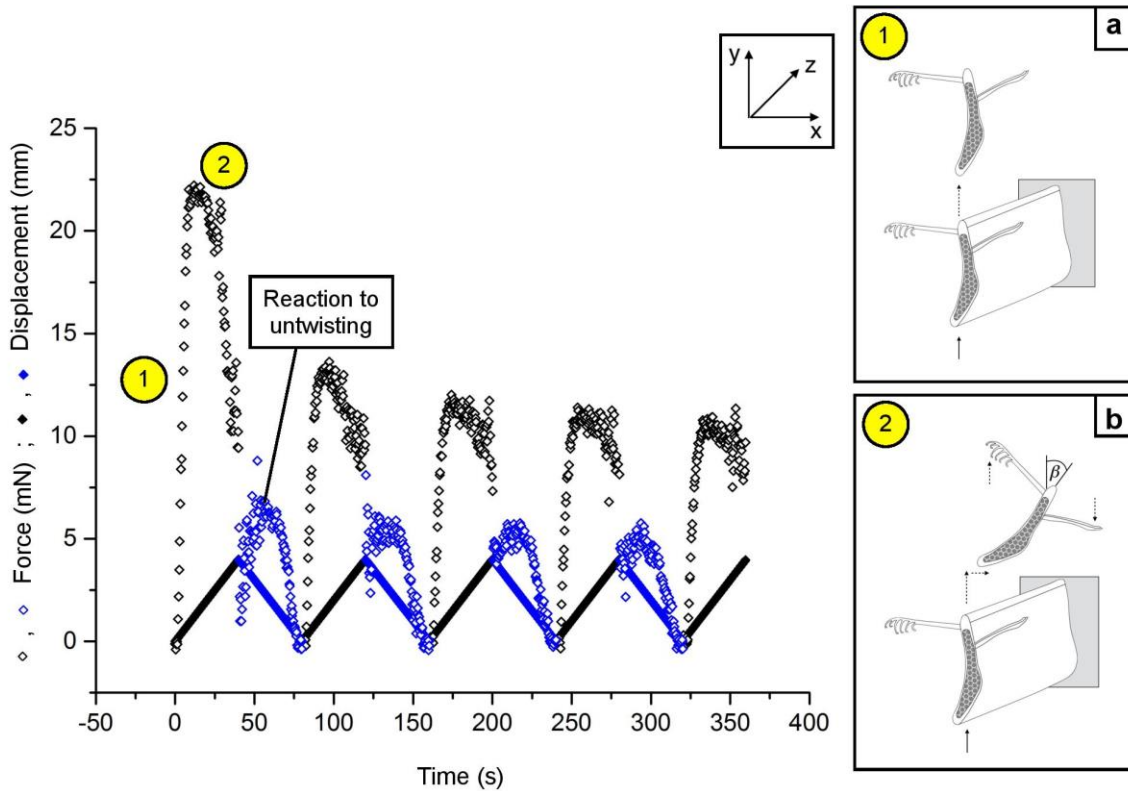 1
a
y
z
x
25
2
20
Reaction to
untwisting
15
1
10
5
0
-50
0
50
100
150
200
250
300
350
400
Time (s)
◇ , ◇ Force (mN) ; ◆ , ◆ Displacement (mm)
2
b
β